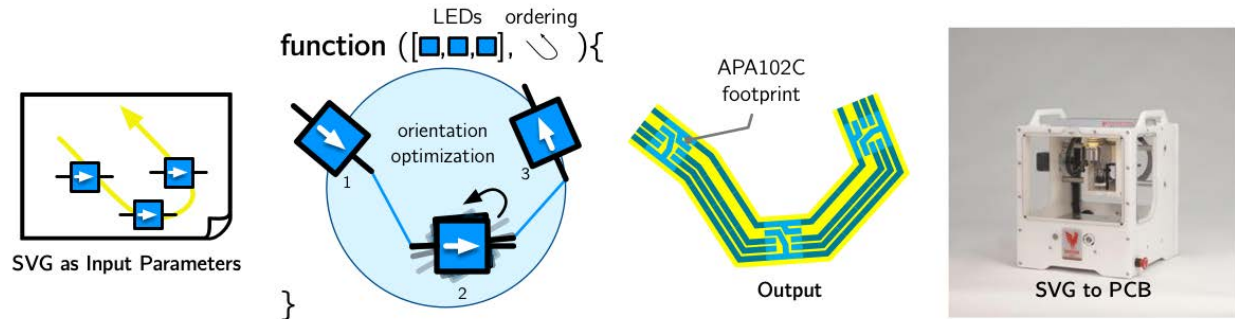 LEDs ordering
function ([ , , ], ){
orientation
optimization
1
2
3
}
SVG as Input Parameters
APA102C
footprint
Output
SVG to PCB